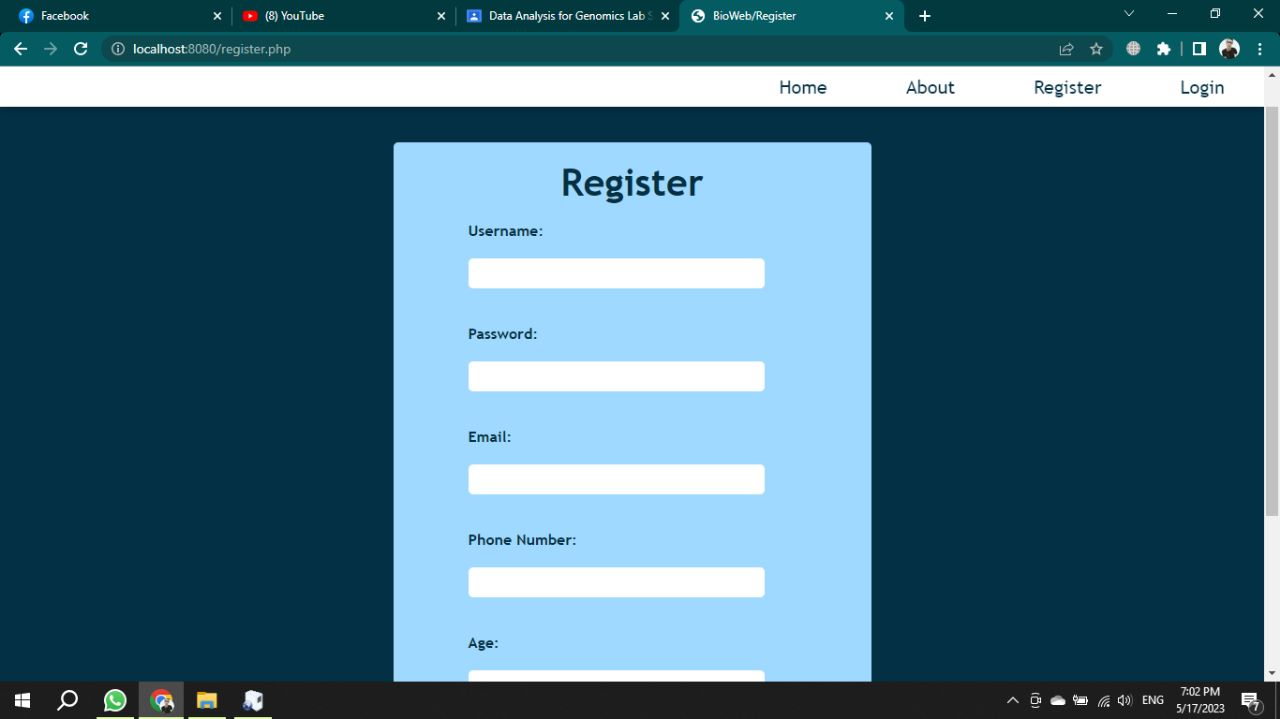 Facebook
(8) YouTube
Data Analysis for Genomics Lab
BioWeb/Register
localhost:8080/register.php
Home About Register Login
Register
Username:
Password:
Email:
Phone Number:
Age:
ENG
7:02 PM
5/17/2023
7